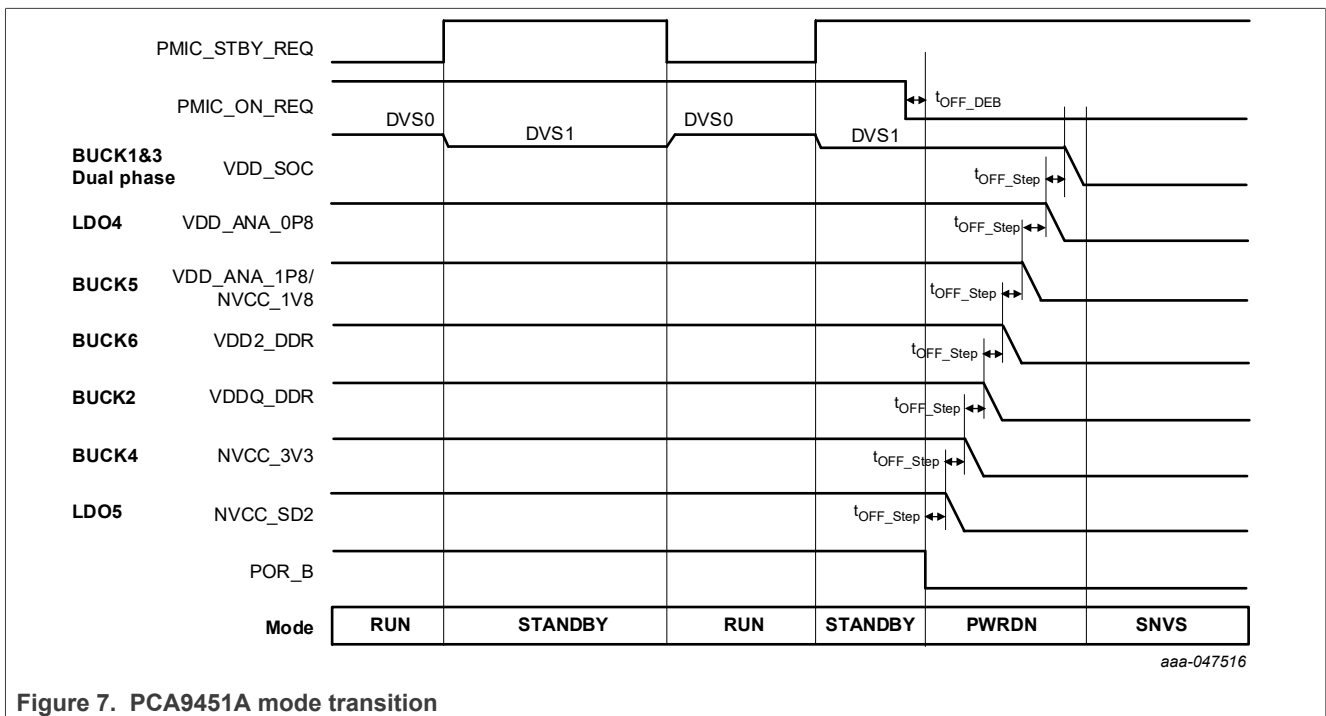 PMIC_STBY_REQ
PMIC_ON_REQ
tOFF_DEB
DVS0
DVS1
DVS0
DVS1
BUCK1&3
Dual phase
VDD_SOC
tOFF_Step
LDO4
VDD_ANA_0P8
tOFF_Step
BUCK5
VDD_ANA_1P8/
NVCC_1V8
tOFF_Step
BUCK6
VDD2_DDR
tOFF_Step
BUCK2
VDDQ_DDR
tOFF_Step
BUCK4
NVCC_3V3
tOFF_Step
LDO5
NVCC_SD2
tOFF_Step
POR_B
Mode RUN STANDBY RUN STANDBY PWRDN SNVS
aaa-047516
Figure 7. PCA9451A mode transition